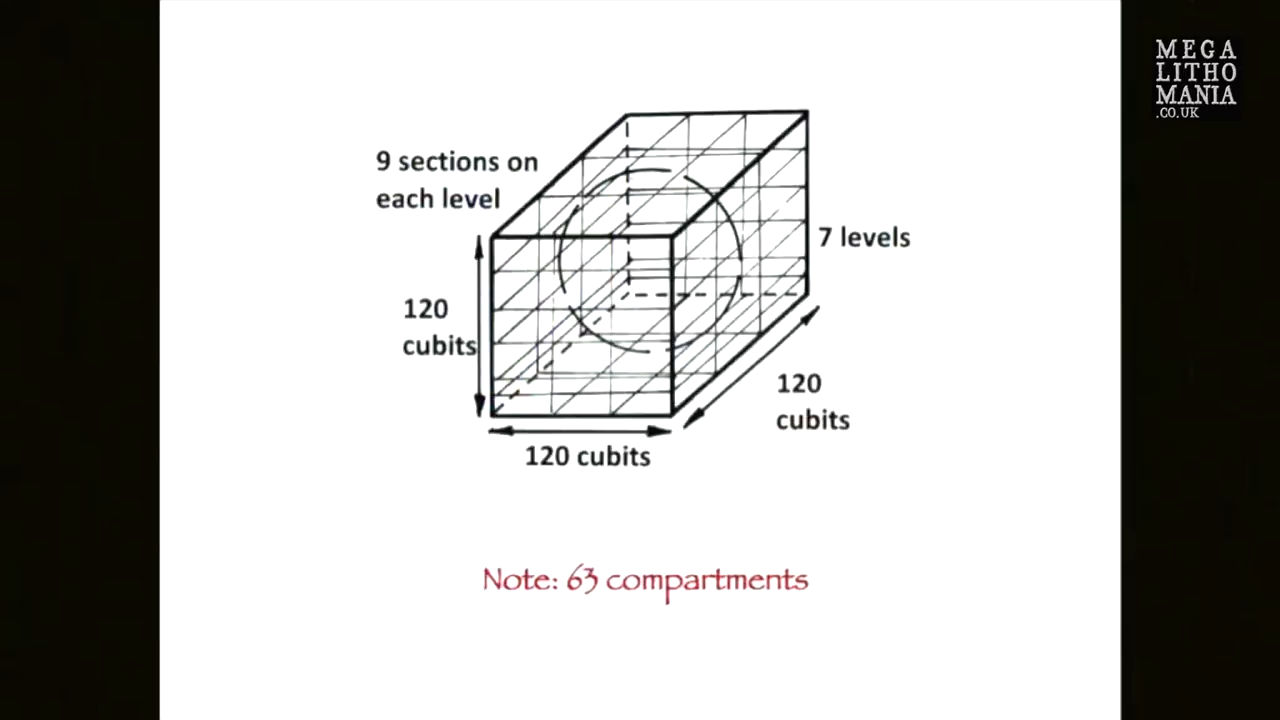 MEGA
LITHO
MANIA
.CO.UK
9 sections on
each level
7 levels
120
cubits
120
cubits
120 cubits
Note: 63 compartments